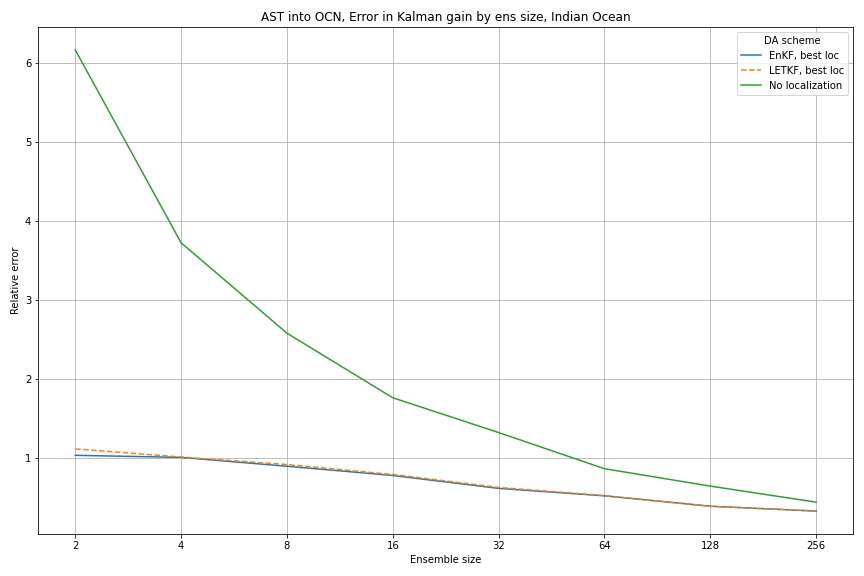 AST into OCN, Error in Kalman gain by ens size, Indian Ocean
DA scheme
EnKF, best loc
LETKF, best loc
No localization
6
5
4
3
2
1
Relative error
2 4 8 16 32 64 128 256
Ensemble size